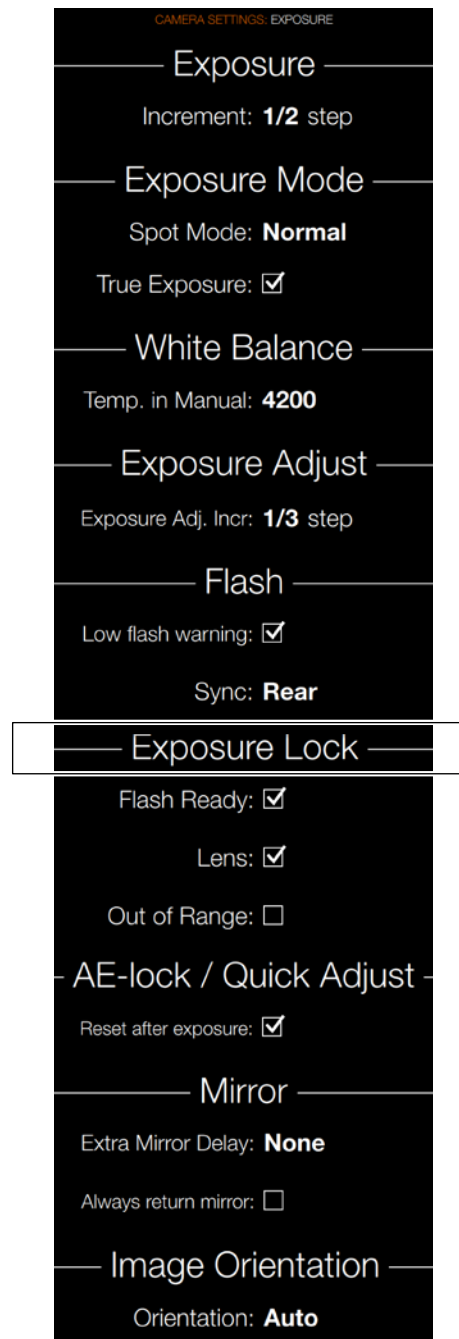 CAMERA SETTINGS: EXPOSURE
Exposure
Increment: 1/2 step
Exposure Mode
Spot Mode: Normal
True Exposure:
White Balance
Temp. in Manual: 4200
Exposure Adjust
Exposure Adj. Incr: 1/3 step
Flash
Low flash warning:
Sync: Rear
Exposure Lock
Flash Ready:
Lens:
Out of Range:
AE-lock / Quick Adjust
Reset after exposure:
Mirror
Extra Mirror Delay: None
Always return mirror:
Image Orientation
Orientation: Auto